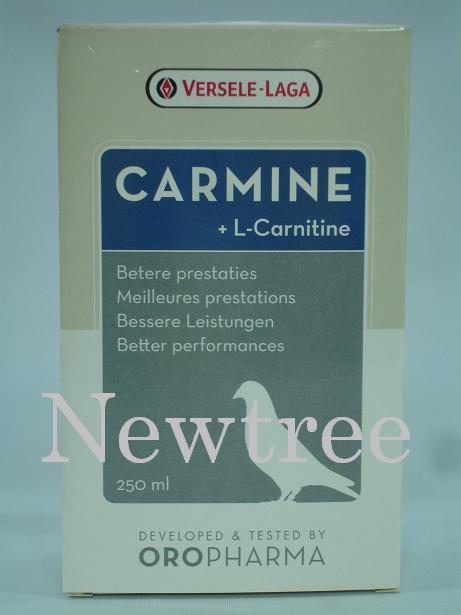 VERSELE-LAGA
CARMINE
+ L-Carnitine
Betere prestaties
Meilleures prestations
Bessere Leistungen
Better performances
Newtree
250 ml
DEVELOPED & TESTED BY
OROPHARMA